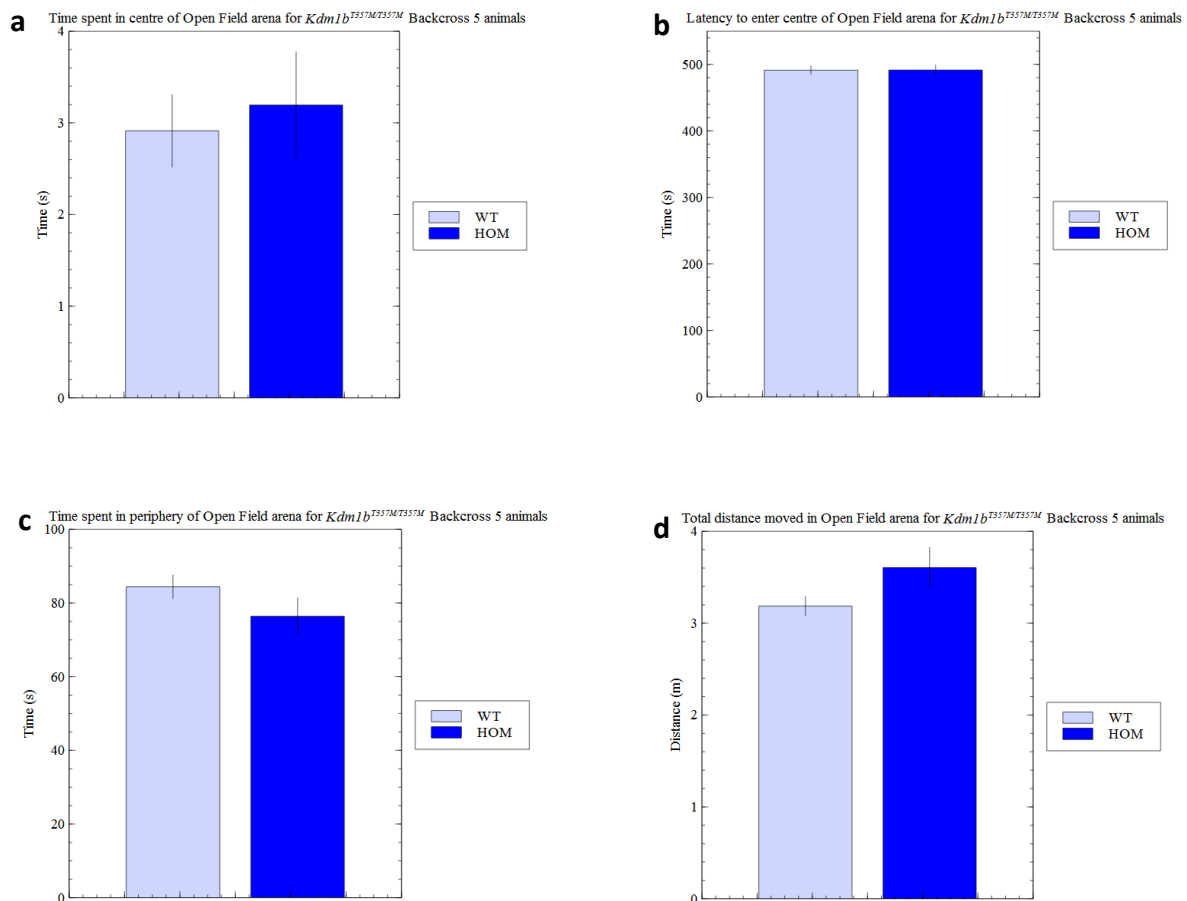 a
Time spent in centre of Open Field arena for Kdm1b^T357M/T357M Backcross 5 animals
4
3
2
1
0
Time (s)
WT
HOM
b
Latency to enter centre of Open Field arena for Kdm1b^T357M/T357M Backcross 5 animals
500
400
300
200
100
0
Time (s)
WT
HOM
c
Time spent in periphery of Open Field arena for Kdm1b^T357M/T357M Backcross 5 animals
100
80
60
40
20
0
Time (s)
WT
HOM
d
Total distance moved in Open Field arena for Kdm1b^T357M/T357M Backcross 5 animals
4
3
2
1
0
Distance (m)
WT
HOM